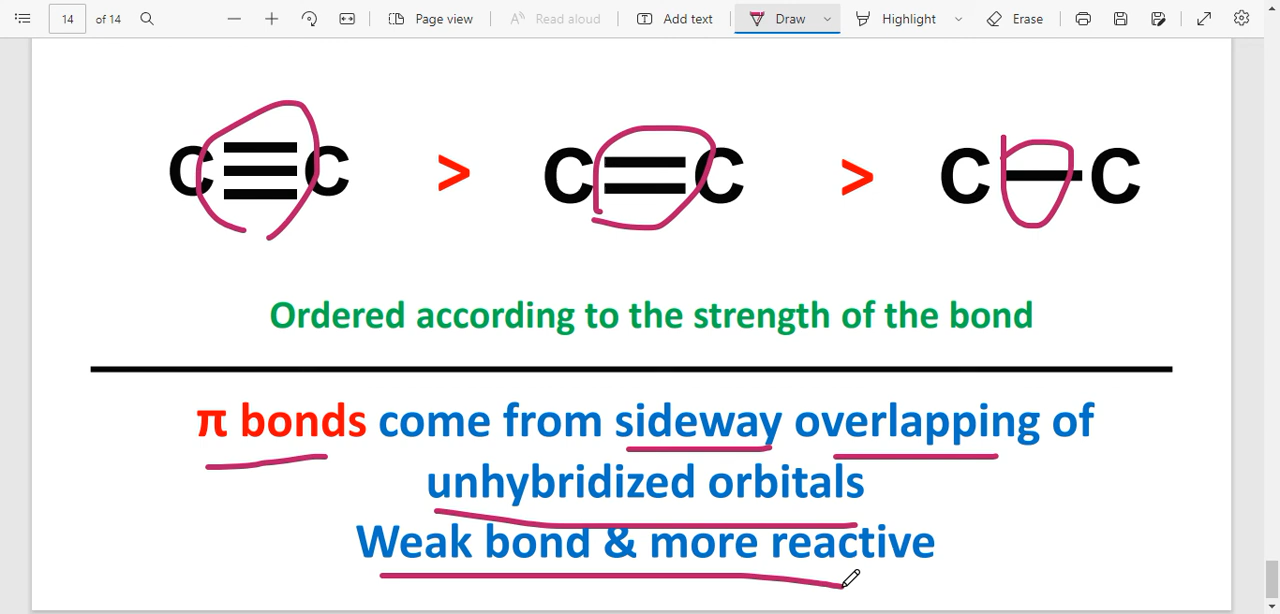 14 of 14 Page view Read aloud Add text Draw Highlight Erase
C≡C > C=C > C-C
Ordered according to the strength of the bond
π bonds come from sideway overlapping of
unhybridized orbitals
Weak bond & more reactive